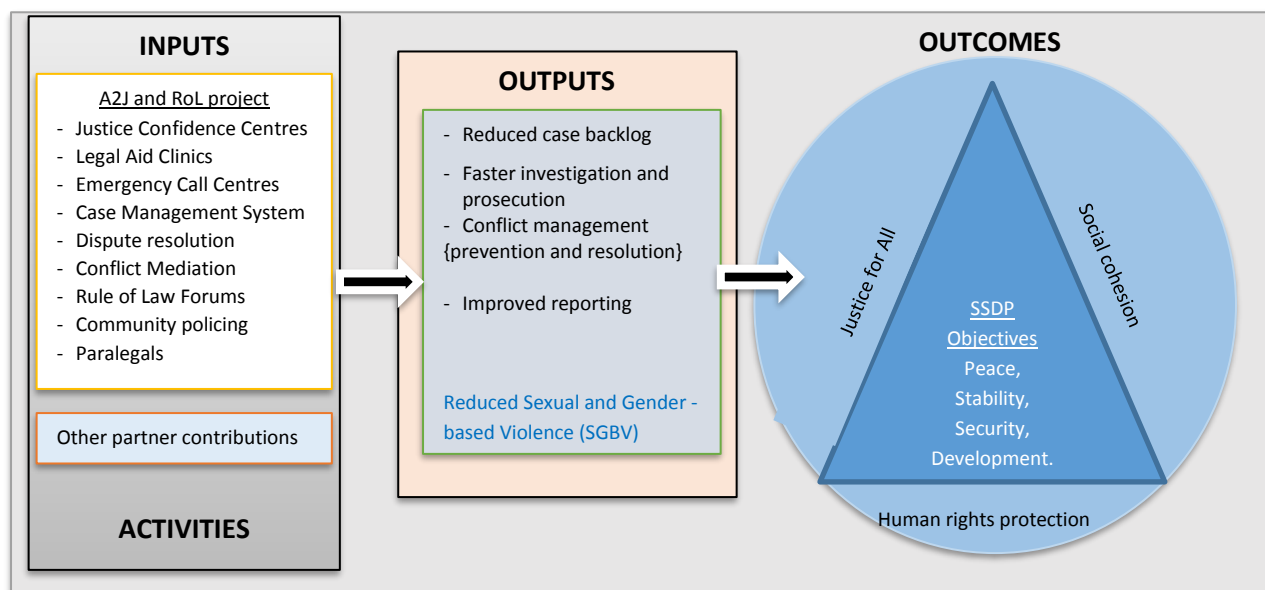 INPUTS
A2J and RoL project
- Justice Confidence Centres
- Legal Aid Clinics
- Emergency Call Centres
- Case Management System
- Dispute resolution
- Conflict Mediation
- Rule of Law Forums
- Community policing
- Paralegals
Other partner contributions
ACTIVITIES
OUTPUTS
- Reduced case backlog
- Faster investigation and
prosecution
- Conflict management
{prevention and resolution}
- Improved reporting
Reduced Sexual and Gender -
based Violence (SGBV)
OUTCOMES
Justice for All
Social cohesion
SSDP
Objectives
Peace,
Stability,
Security,
Development.
Human rights protection